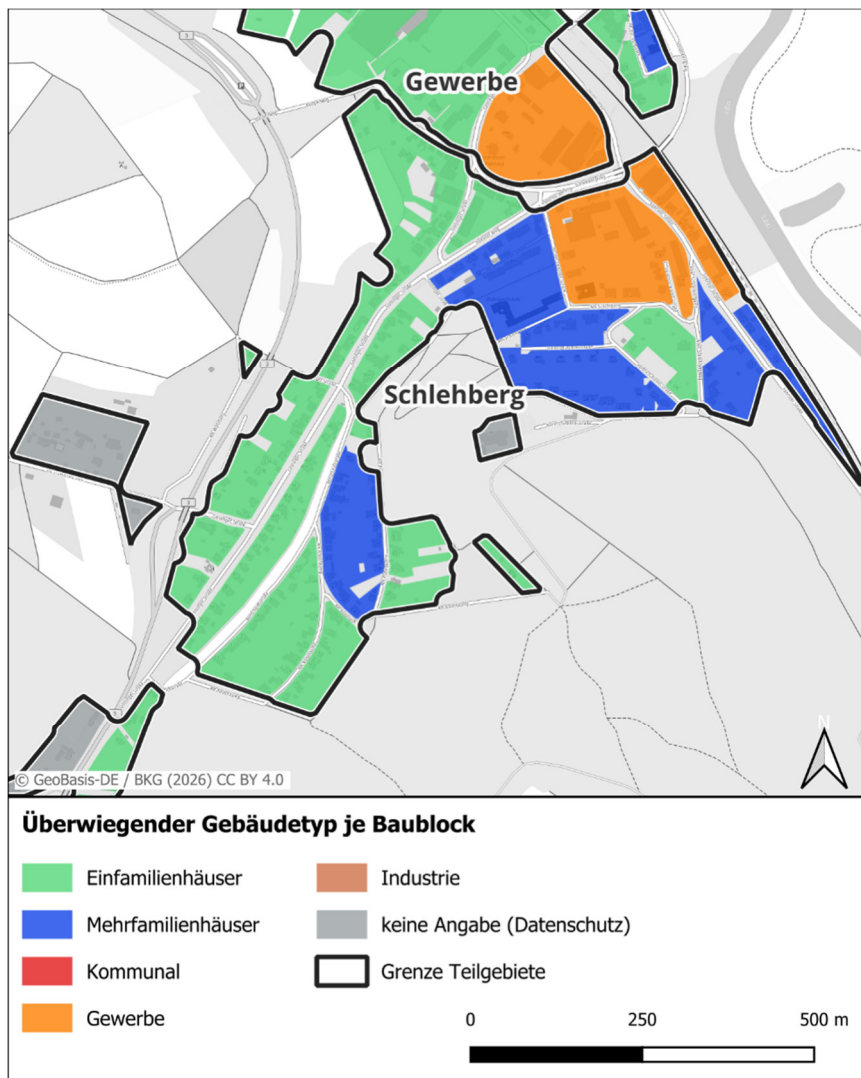 Gewerbe
Schlehberg
N
© GeoBasis-DE / BKG (2026) CC BY 4.0
Überwiegender Gebäudetyp je Baublock
Einfamilienhäuser
Mehrfamilienhäuser
Kommunal
Gewerbe
Industrie
keine Angabe (Datenschutz)
Grenze Teilgebiete
0 250 500 m